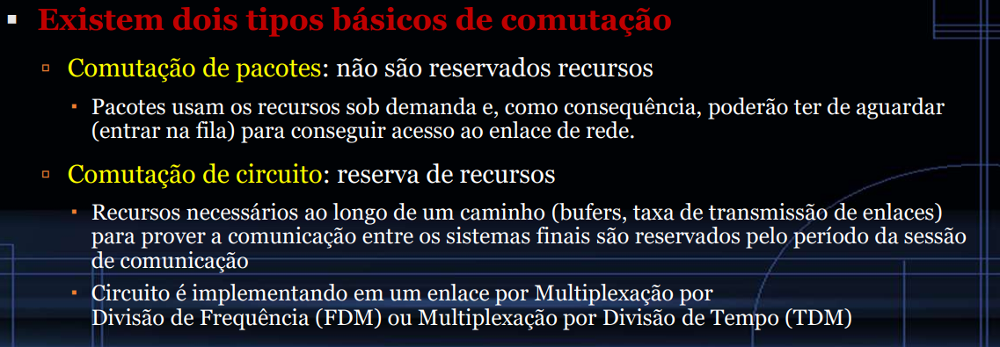 Existem dois tipos básicos de comutação
Comutação de pacotes: não são reservados recursos
Pacotes usam os recursos sob demanda e, como consequência, poderão ter de aguardar
(entrar na fila) para conseguir acesso ao enlace de rede.
Comutação de circuito: reserva de recursos
Recursos necessários ao longo de um caminho (bufers, taxa de transmissão de enlaces)
para prover a comunicação entre os sistemas finais são reservados pelo período da sessão
de comunicação
Circuito é implementando em um enlace por Multiplexação por
Divisão de Frequência (FDM) ou Multiplexação por Divisão de Tempo (TDM)